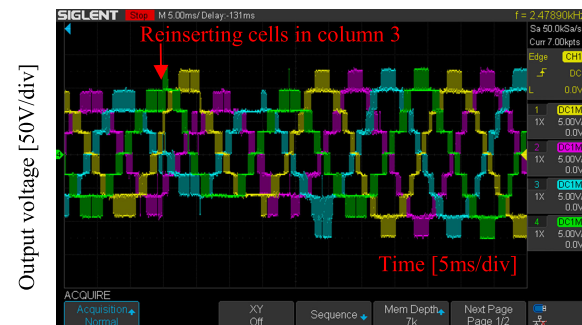 SIGLENT Stop M 5.00ms/ Delay:-131ms f = 2.47890kHz
Sa 50.0kSa/s
Curr 7.00kpts
Reinserting cells in column 3
Edge CH1
DC
L 0.0V
1 DC1M
1X 5.00V/
0.0V
2 DC1M
1X 5.00V/
0.0V
3 DC1M
1X 5.00V/
0.0V
4 DC1M
1X 5.00V/
0.0V
Output voltage [50V/div]
Time [5ms/div]
ACQUIRE
Acquisition
Normal
XY
Off
Sequence
Mem Depth
7k
Next Page
Page 1/2